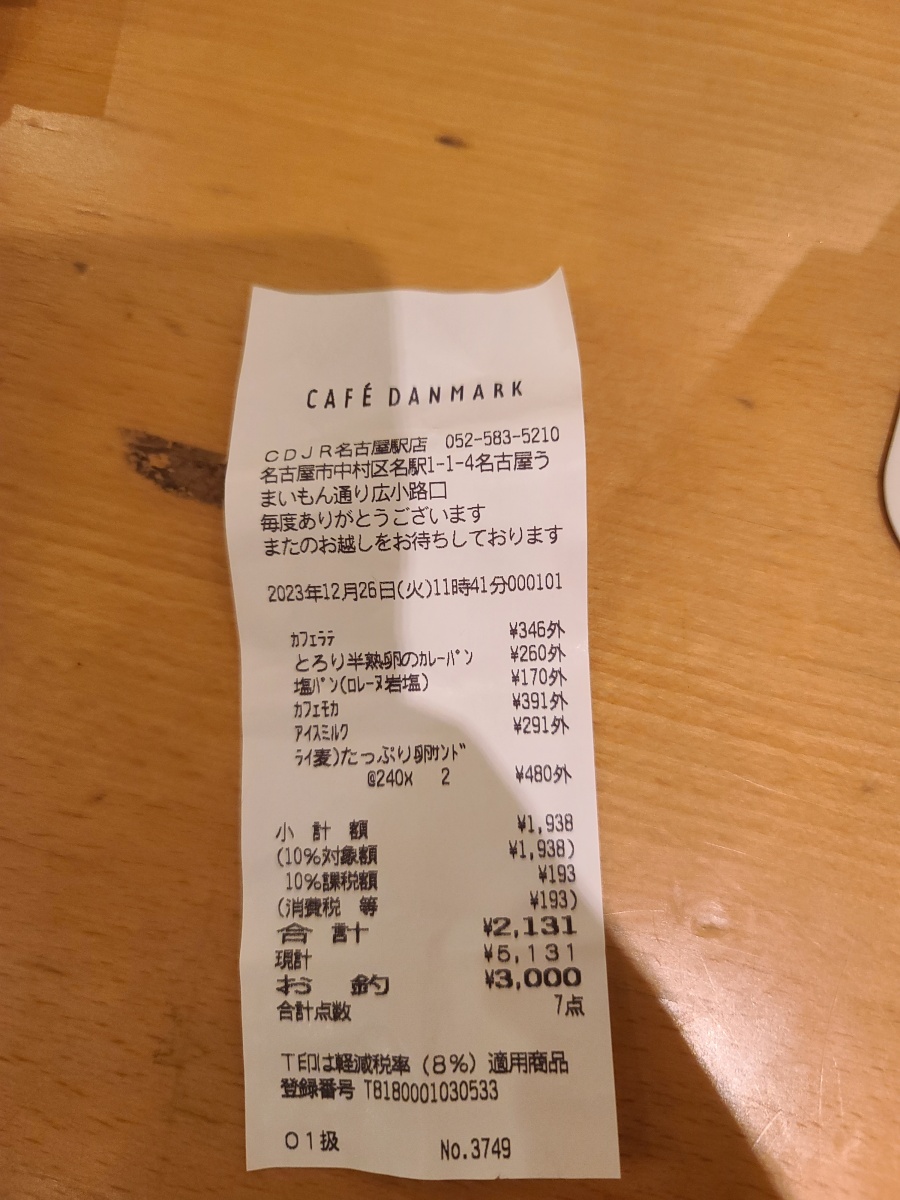 CAFÉ DANMARK
CDJR名古屋駅店 052-583-5210
名古屋市中村区名駅1-1-4名古屋う
まいもん通り広小路口
毎度ありがとうございます
またのお越しをお待ちしております
2023年12月26日(火)11時41分000101
ｶﾌｪﾗﾃ ¥346外
とろり半熟卵のｶﾚｰﾊﾟﾝ ¥260外
塩ﾊﾟﾝ(ﾛﾚｰﾇ岩塩) ¥170外
ｶﾌｪﾓｶ ¥391外
ｱｲｽﾐﾙｸ ¥291外
ﾗｲ麦)たっぷり卵ｻﾝﾄﾞ
@240x 2 ¥480外
小計額 ¥1,938
(10%対象額 ¥1,938)
10%課税額 ¥193
(消費税 等 ¥193)
合計 ¥2,131
現計 ¥5,131
お釣 ¥3,000
合計点数 7点
T印は軽減税率(8%)適用商品
登録番号 T8180001030533
01扱 No.3749